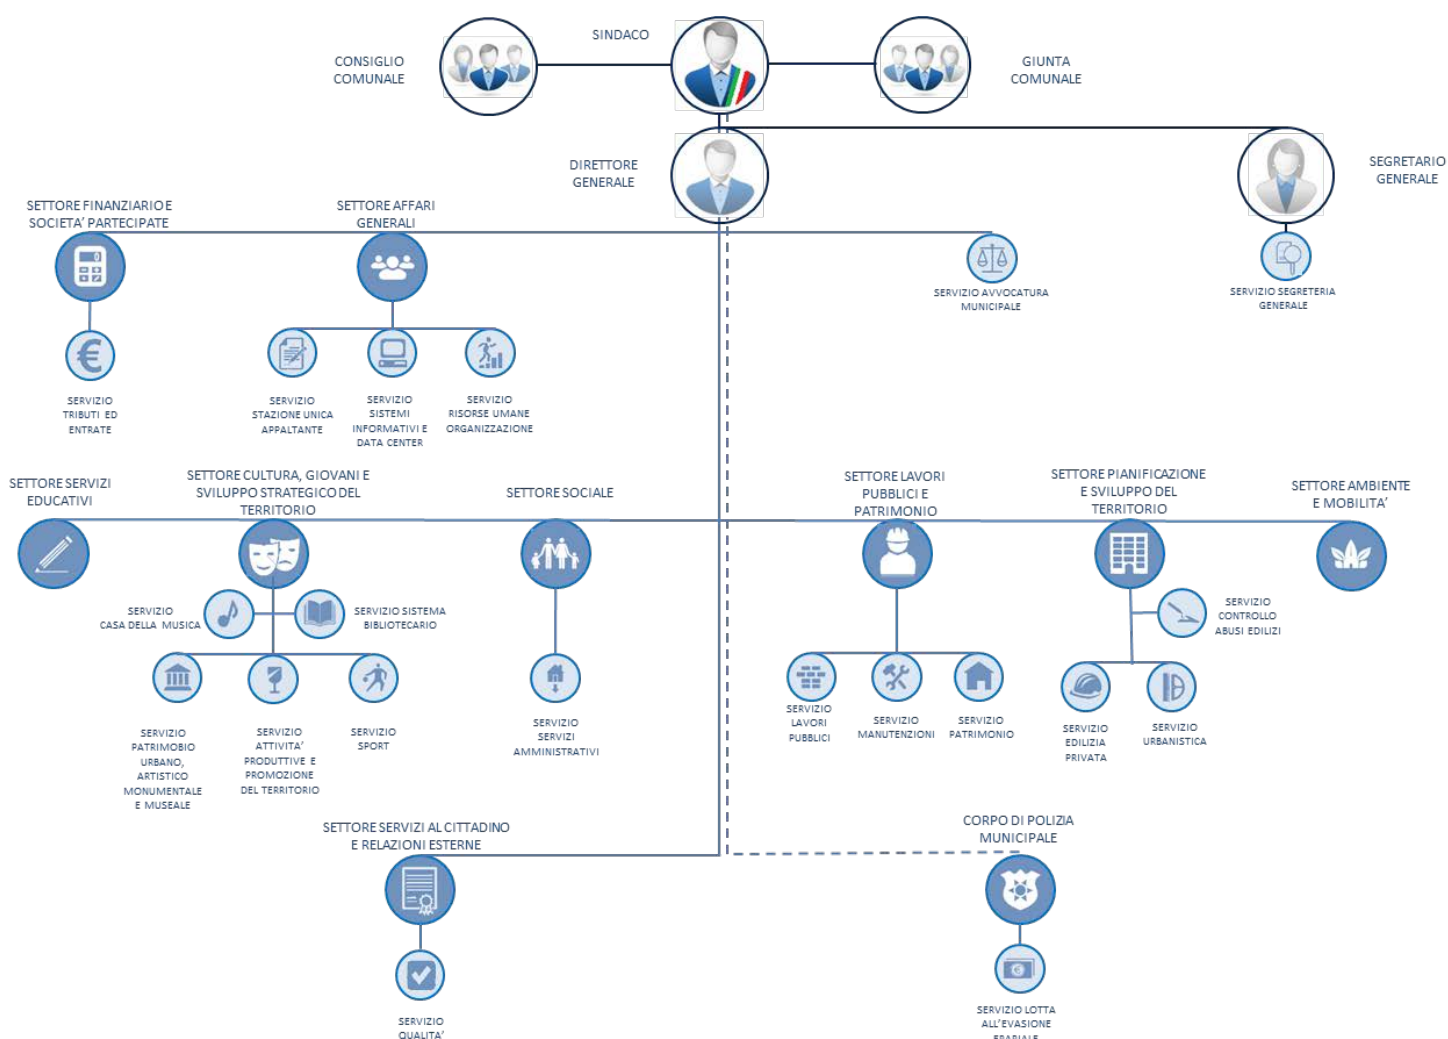 SINDACO
CONSIGLIO
COMUNALE
GIUNTA
COMUNALE
DIRETTORE
GENERALE
SEGRETARIO
GENERALE
SETTORE FINANZIARIO E
SOCIETA' PARTECIPATE
SETTORE AFFARI
GENERALI
SERVIZIO AVVOCATURA
MUNICIPALE
SERVIZIO SEGRETERIA
GENERALE
SERVIZIO
TRIBUTI ED
ENTRATE
SERVIZIO
STAZIONE UNICA
APPALTANTE
SERVIZIO
SISTEMI
INFORMATIVI E
DATA CENTER
SERVIZIO
RISORSE UMANE
ORGANIZZAZIONE
SETTORE SERVIZI
EDUCATIVI
SETTORE CULTURA, GIOVANI E
SVILUPPO STRATEGICO DEL
TERRITORIO
SETTORE SOCIALE
SETTORE LAVORI
PUBBLICI E
PATRIMONIO
SETTORE PIANIFICAZIONE
E SVILUPPO DEL
TERRITORIO
SETTORE AMBIENTE
E MOBILITA'
SERVIZIO
CASA DELLA MUSICA
SERVIZIO SISTEMA
BIBLIOTECARIO
SERVIZIO
CONTROLLO
ABUSI EDILIZI
SERVIZIO
PATRIMOBIO
URBANO,
ARTISTICO
MONUMENTALE
E MUSEALE
SERVIZIO
ATTIVITA'
PRODUTTIVE E
PROMOZIONE
DEL TERRITORIO
SERVIZIO
SPORT
SERVIZIO
SERVIZI
AMMINISTRATIVI
SERVIZIO
LAVORI
PUBBLICI
SERVIZIO
MANUTENZIONI
SERVIZIO
PATRIMONIO
SERVIZIO
EDILIZIA
PRIVATA
SERVIZIO
URBANISTICA
SETTORE SERVIZI AL CITTADINO
E RELAZIONI ESTERNE
CORPO DI POLIZIA
MUNICIPALE
SERVIZIO
QUALITA'
SERVIZIO LOTTA
ALL'EVASIONE